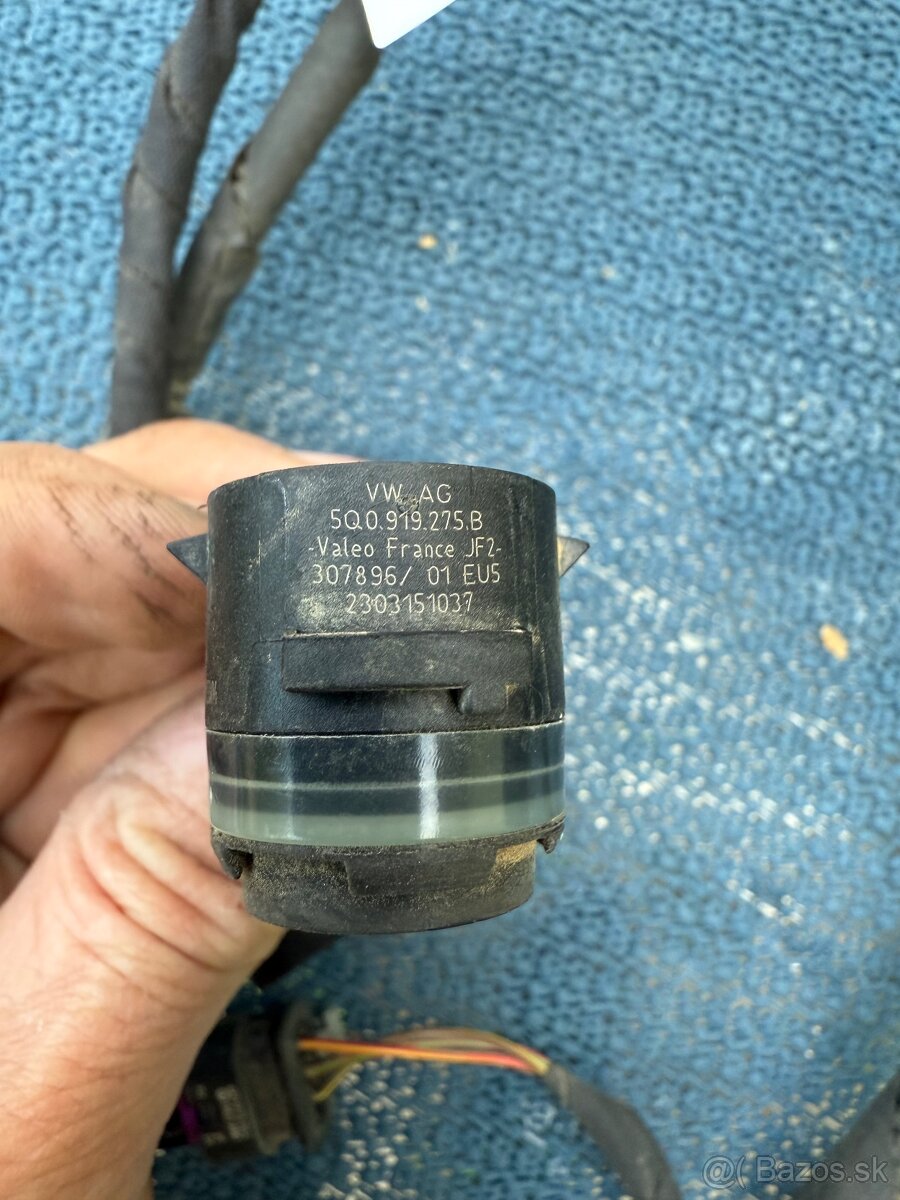 VW AG
5Q0.919.275.B
-Valeo France JF2-
307896/ 01 EU5
2303151037
@( Bazos.sk